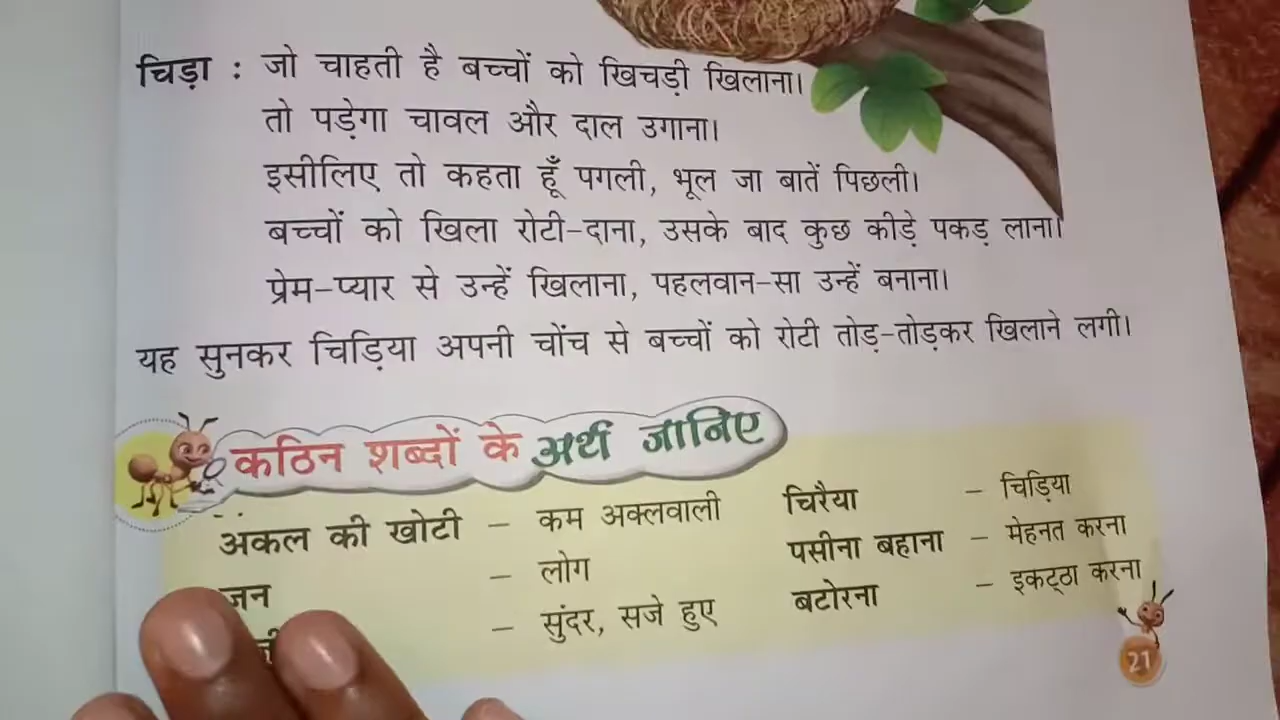 चिड़ा : जो चाहती है बच्चों को खिचड़ी खिलाना।
तो पड़ेगा चावल और दाल उगाना।
इसीलिए तो कहता हूँ पगली, भूल जा बातें पिछली।
बच्चों को खिला रोटी-दाना, उसके बाद कुछ कीड़े पकड़ लाना।
प्रेम-प्यार से उन्हें खिलाना, पहलवान-सा उन्हें बनाना।
यह सुनकर चिड़िया अपनी चोंच से बच्चों को रोटी तोड़-तोड़कर खिलाने लगी।
कठिन शब्दों के अर्थ जानिए
अकल की खोटी – कम अक्लवाली चिरैया – चिड़िया
जन – लोग पसीना बहाना – मेहनत करना
– सुंदर, सजे हुए बटोरना – इकट्ठा करना
21